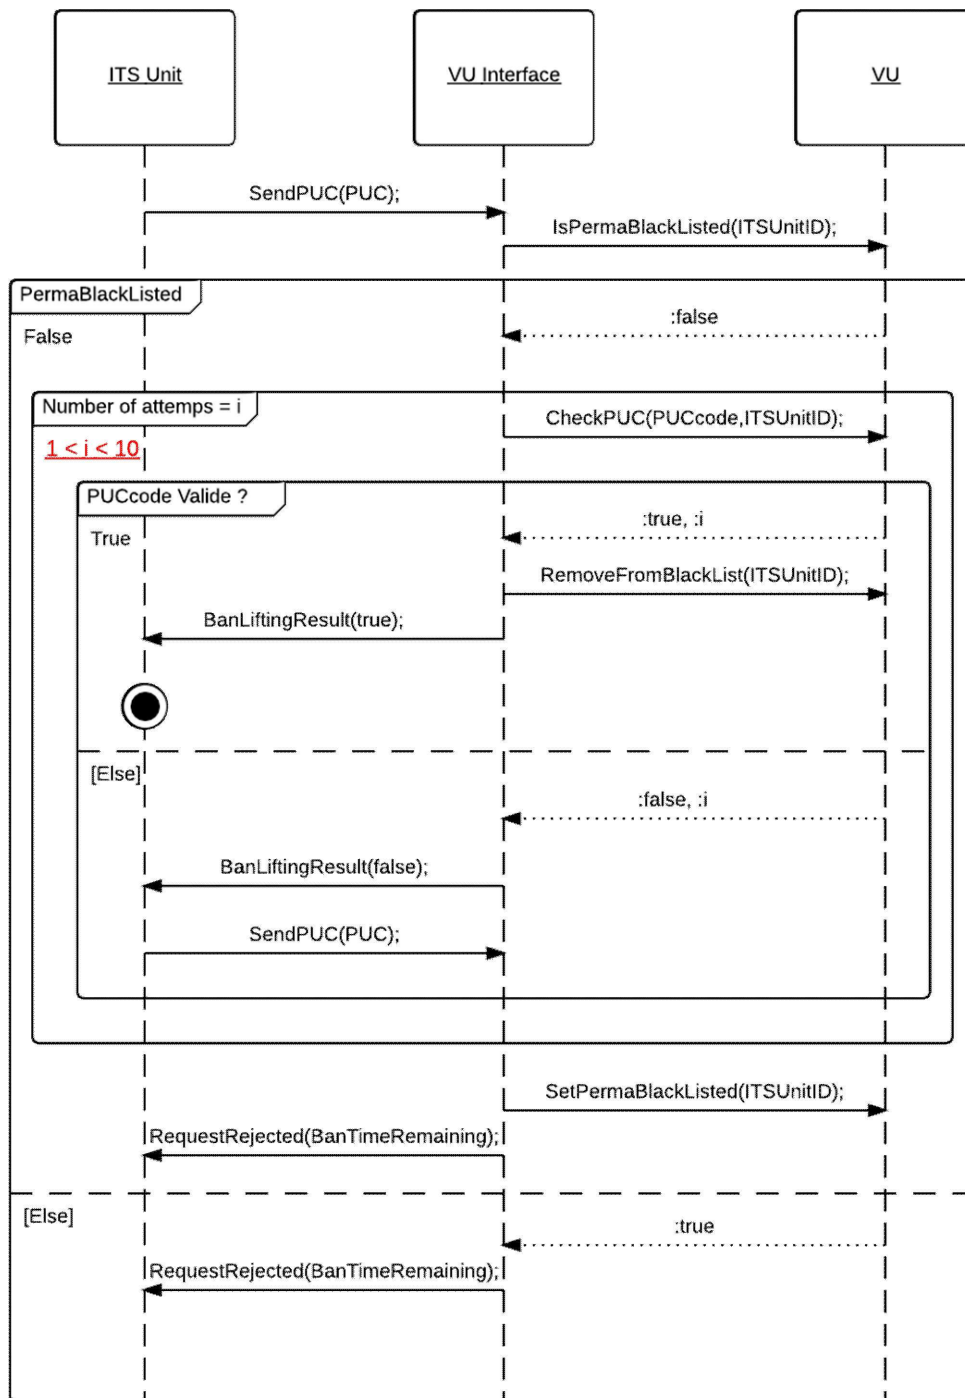 ITS Unit
VU Interface
VU
SendPUC(PUC);
IsPermaBlackListed(ITSUnitID);
PermaBlackListed
:false
False
Number of attemps = i
CheckPUC(PUCcode,ITSUnitID);
1 < i < 10
PUCcode Valide ?
:true, :i
True
RemoveFromBlackList(ITSUnitID);
BanLiftingResult(true);
[Else]
:false, :i
BanLiftingResult(false);
SendPUC(PUC);
SetPermaBlackListed(ITSUnitID);
RequestRejected(BanTimeRemaining);
[Else]
:true
RequestRejected(BanTimeRemaining);